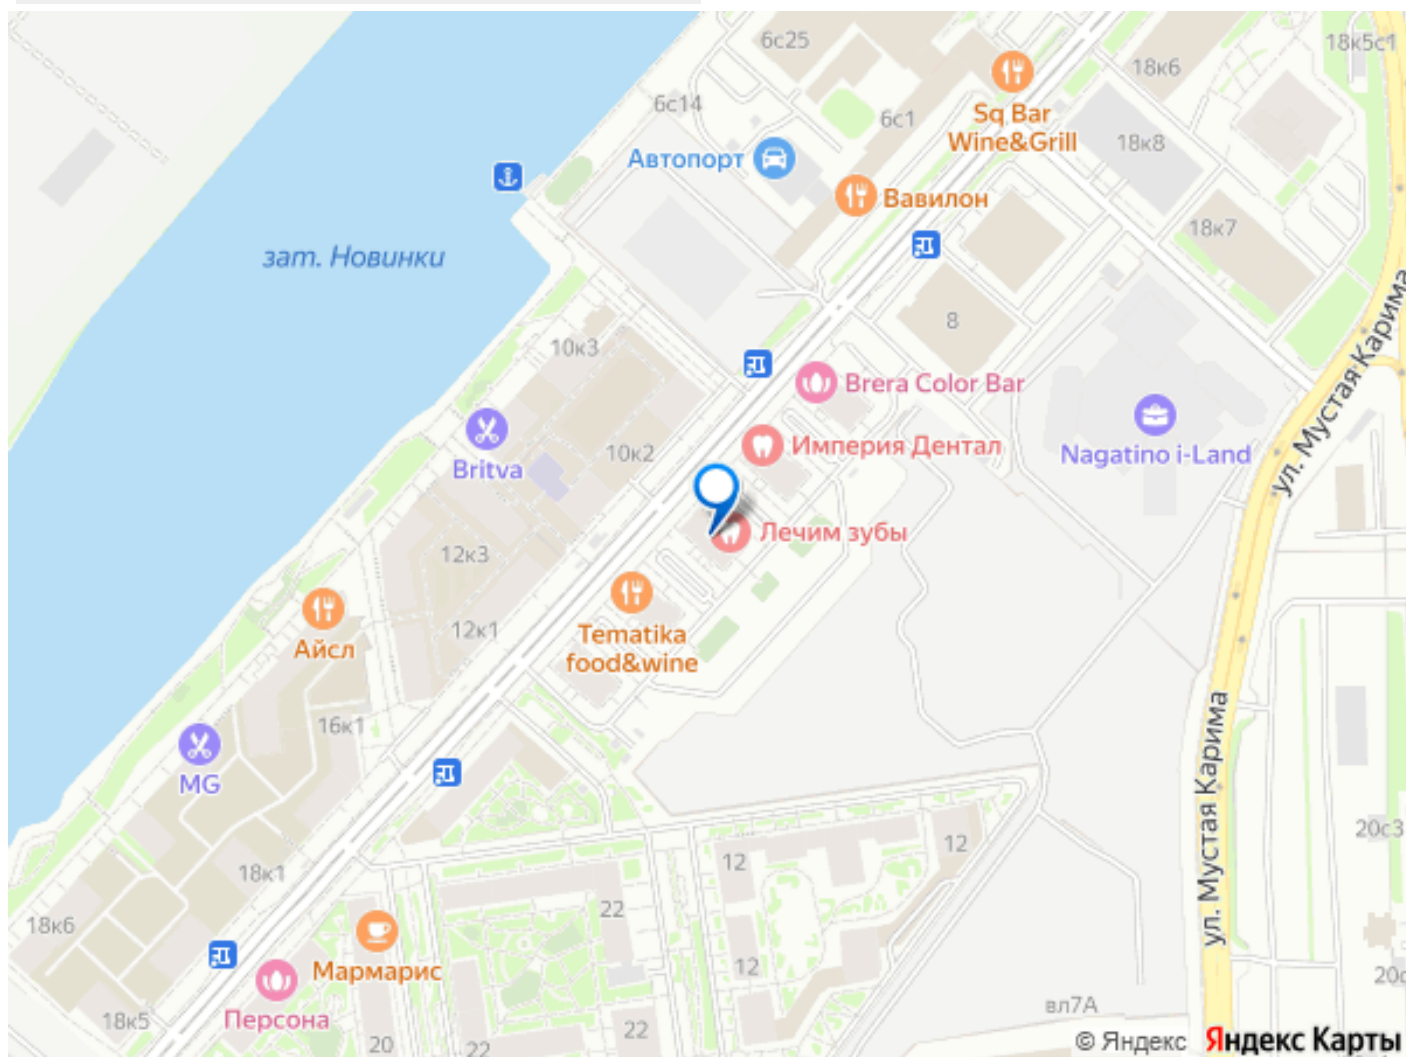 6с25
18к5с1
18к6
6с14
Sq Bar
Wine&Grill
6с1
18к8
Автопорт
Вавилон
18к7
зат. Новинки
8
10к3
ул. Мустая Карима
Brera Color Bar
Britva
10к2
Империя Дентал
Nagatino i-Land
Лечим зубы
12к3
12к1
Айсл
Tematika
food&wine
16к1
MG
ул. Мустая Карима
20с3
12
12
18к1
22
18к6
Мармарис
12
Персона
18к5
20
22
22
вл7А
© Яндекс Яндекс Карты